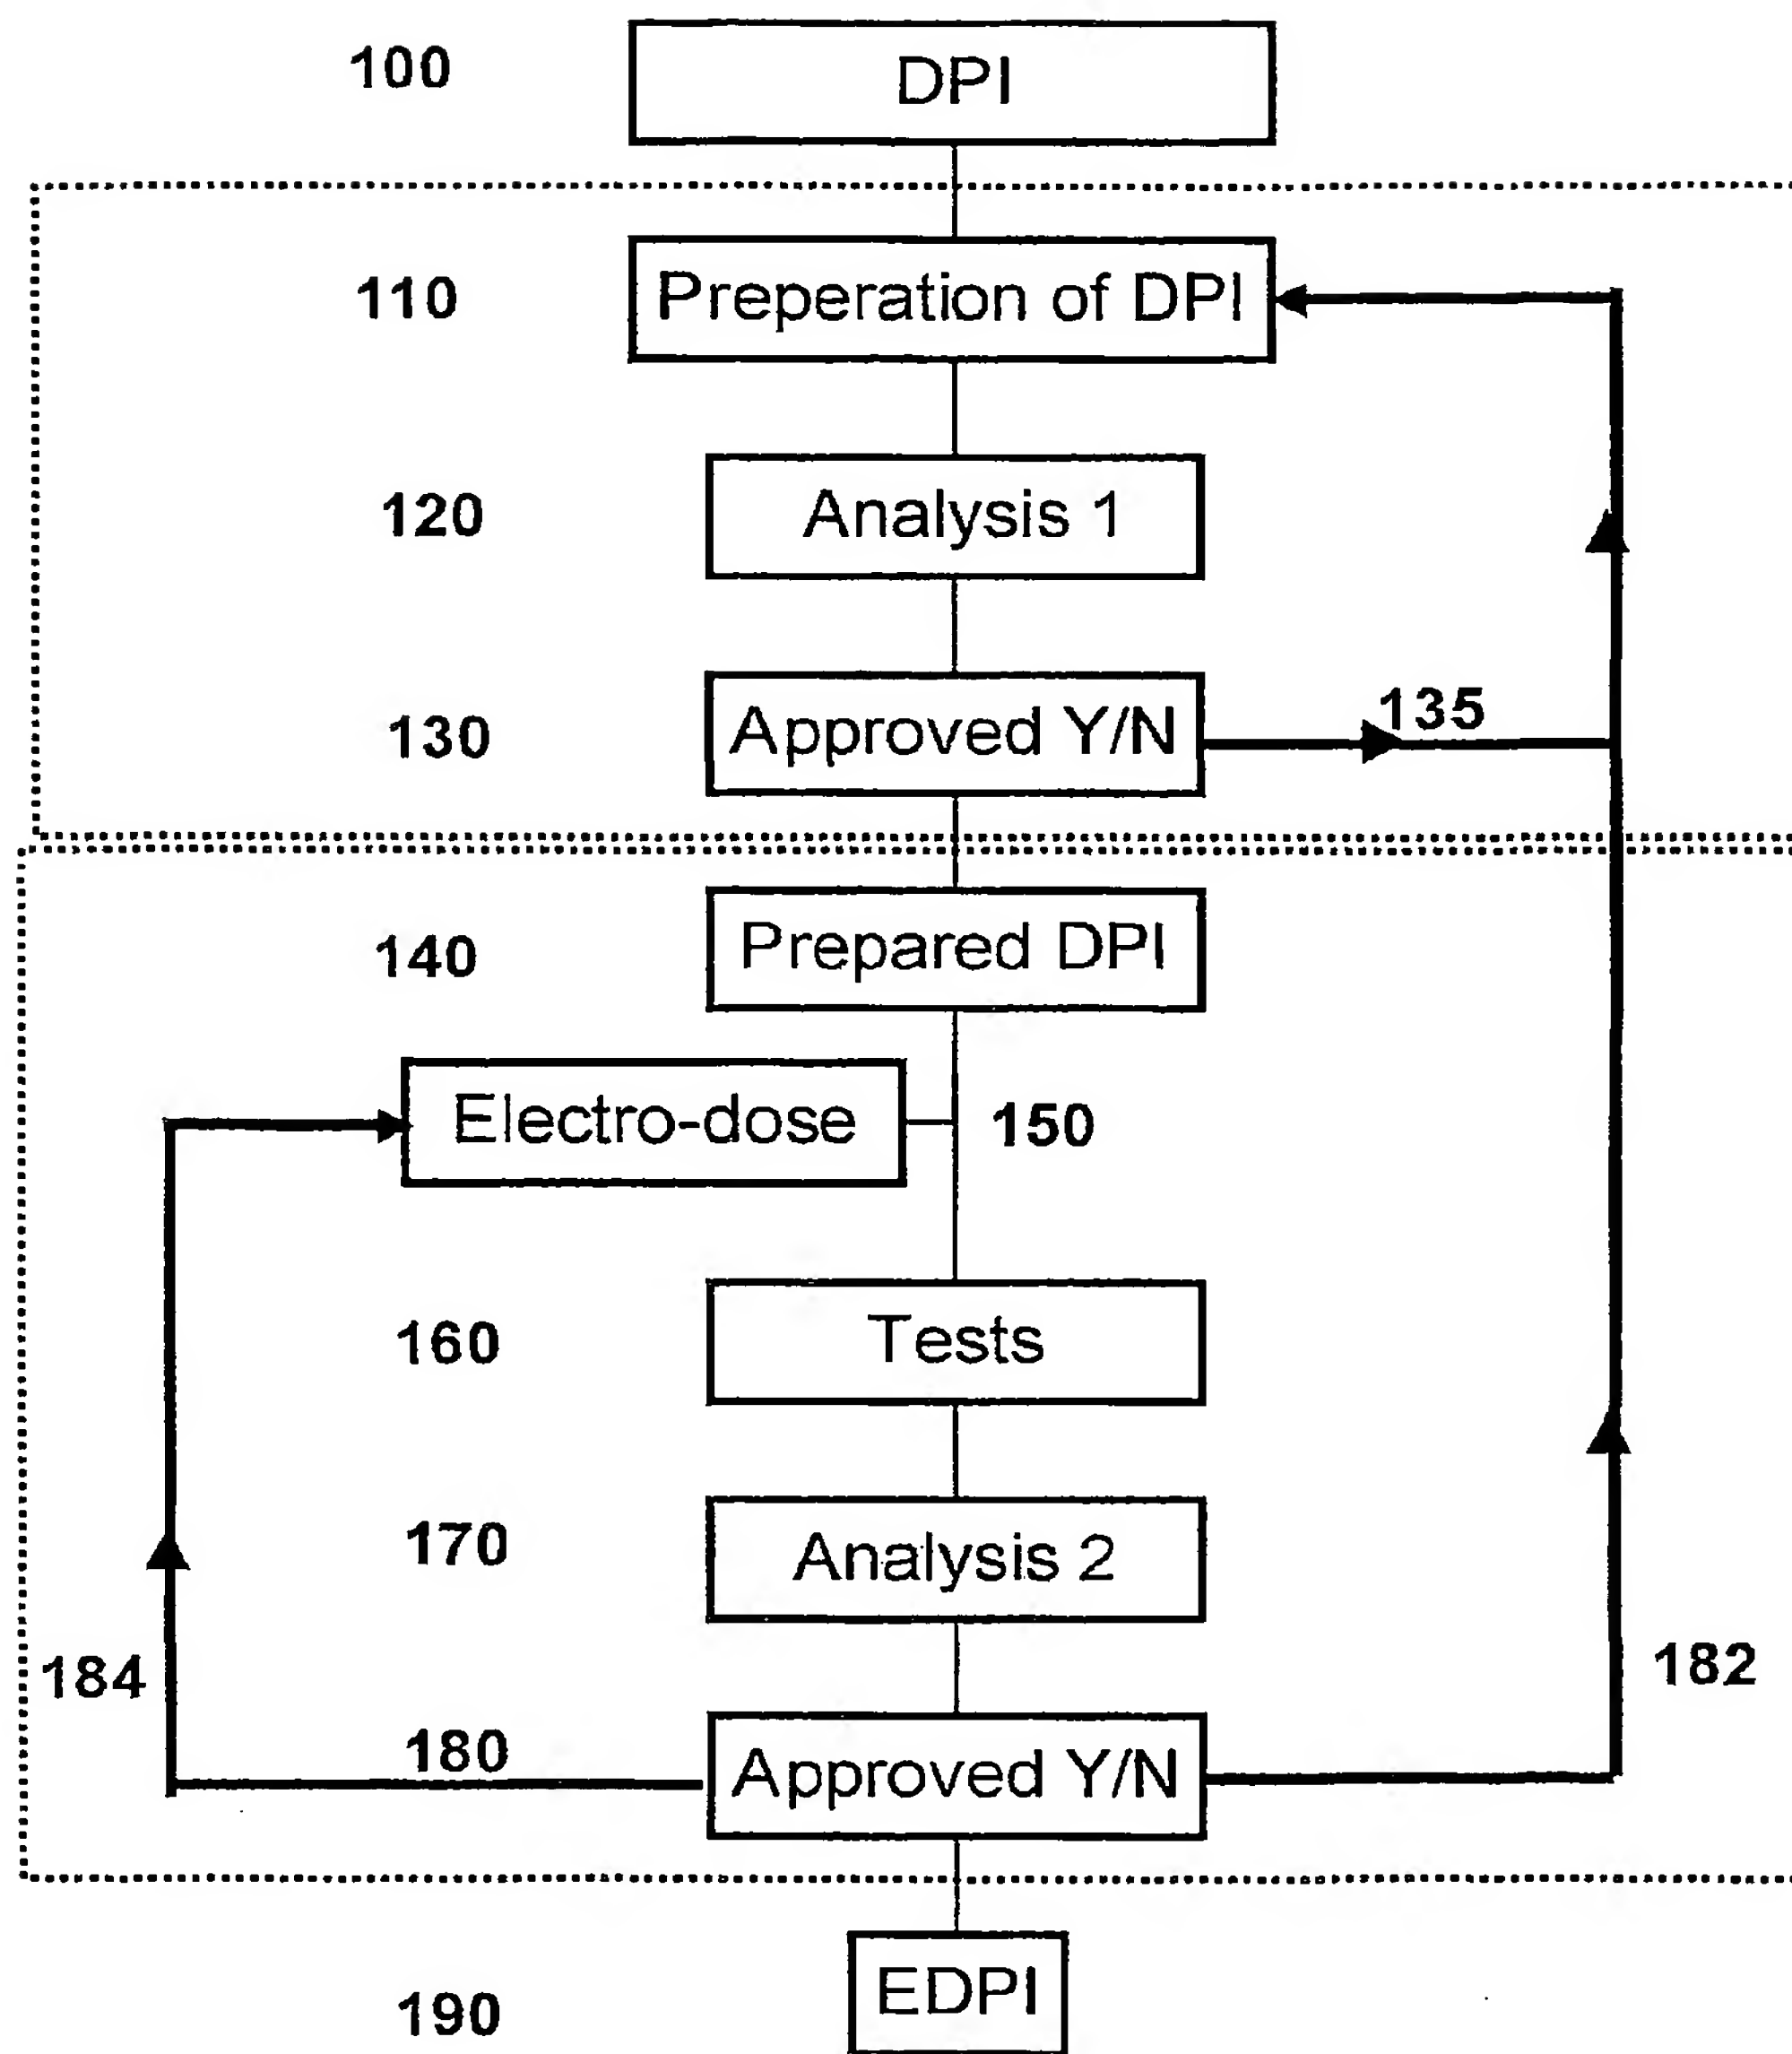 100
DPI
110
Preperation of DPI
120
Analysis 1
130
Approved Y/N
135
140
Prepared DPI
Electro-dose
150
160
Tests
170
Analysis 2
184
182
180
Approved Y/N
190
EDPI